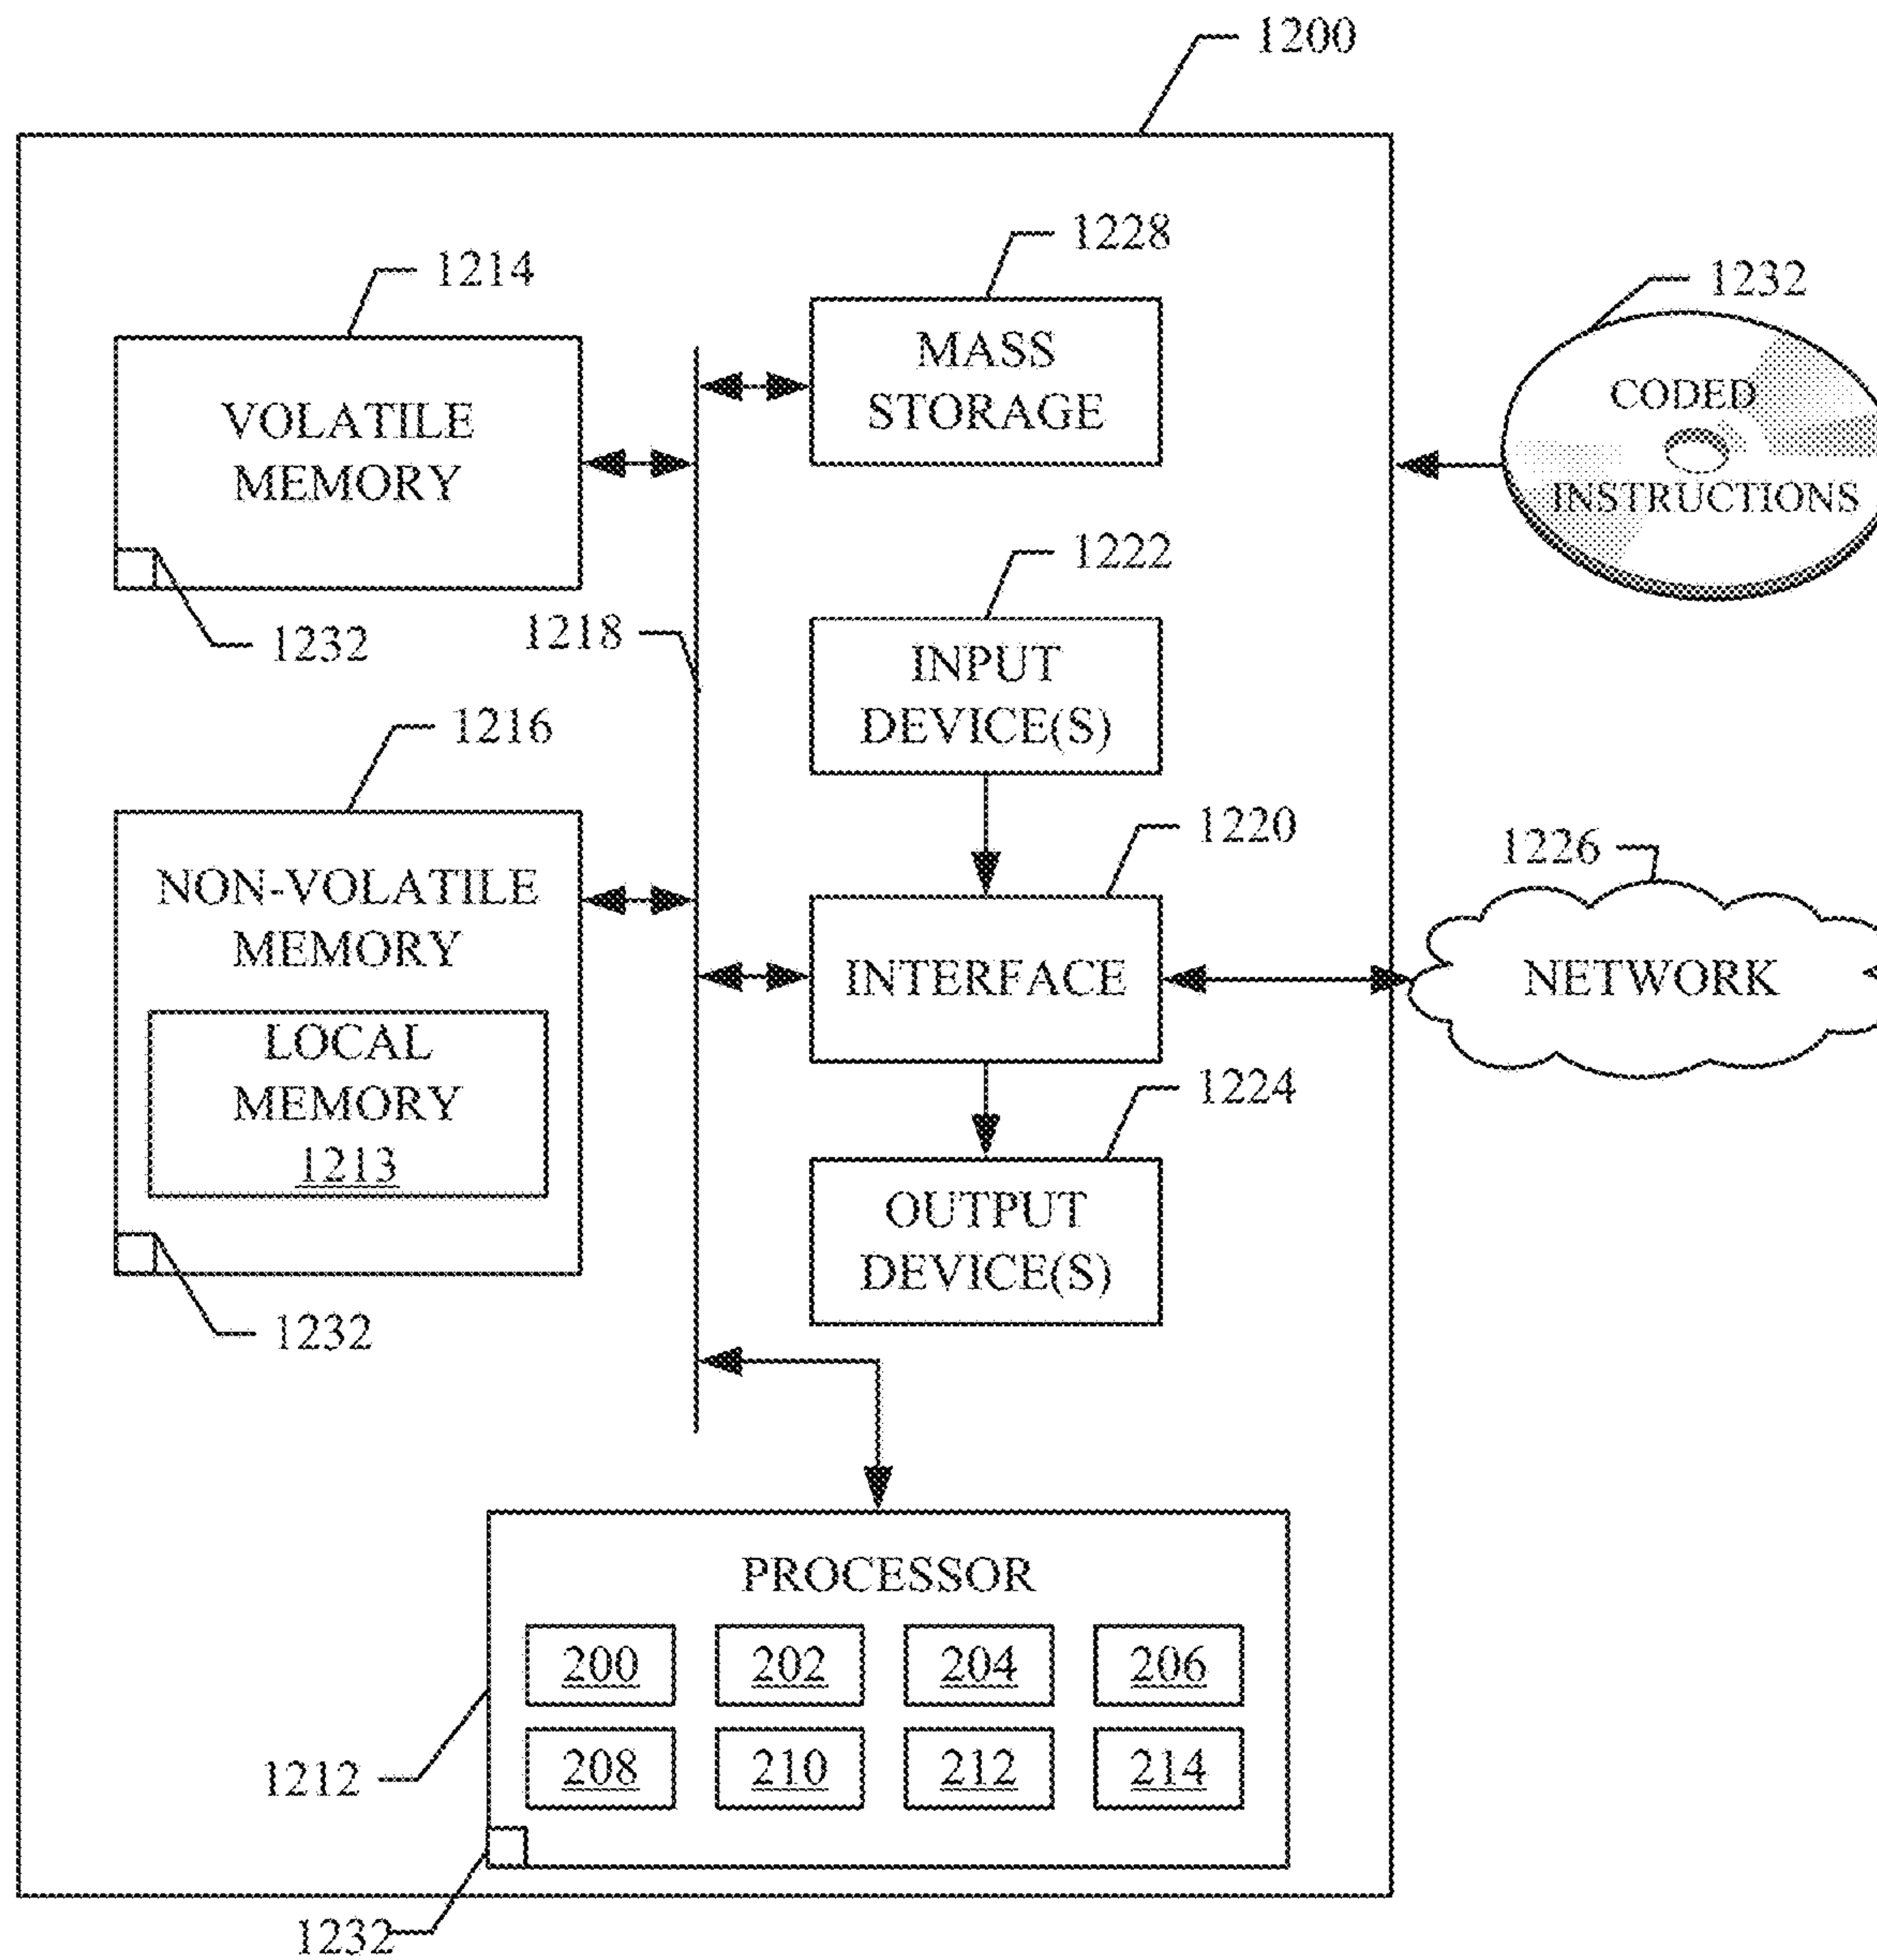 1200
1228
1214
1232
MASS
STORAGE
VOLATILE
MEMORY
CODED
INSTRUCTIONS
1222
1218
1232
INPUT
DEVICE(S)
1216
1220
1226
NON-VOLATILE
MEMORY
INTERFACE
NETWORK
LOCAL
MEMORY
1213
1224
OUTPUT
DEVICE(S)
1232
PROCESSOR
200 202 204 206
208 210 212 214
1212
1232